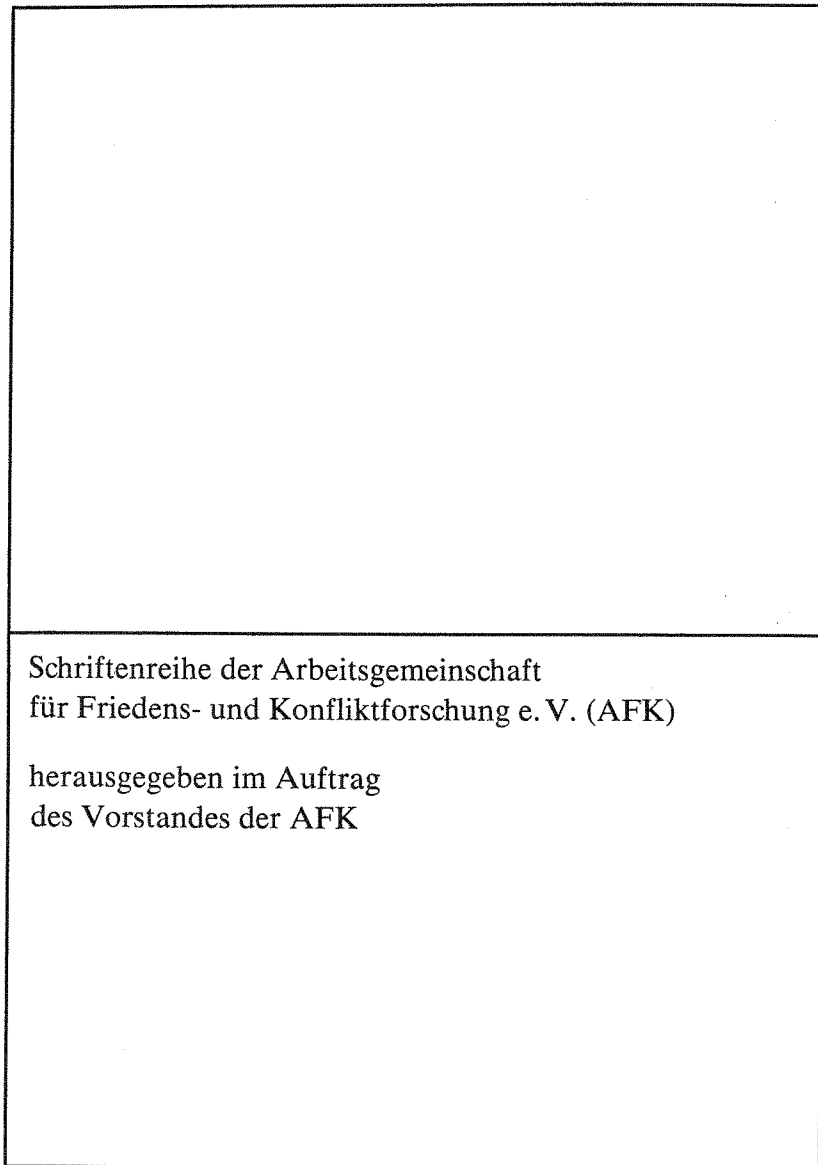 Schriftenreihe der Arbeitsgemeinschaft
für Friedens- und Konfliktforschung e. V. (AFK)
herausgegeben im Auftrag
des Vorstandes der AFK